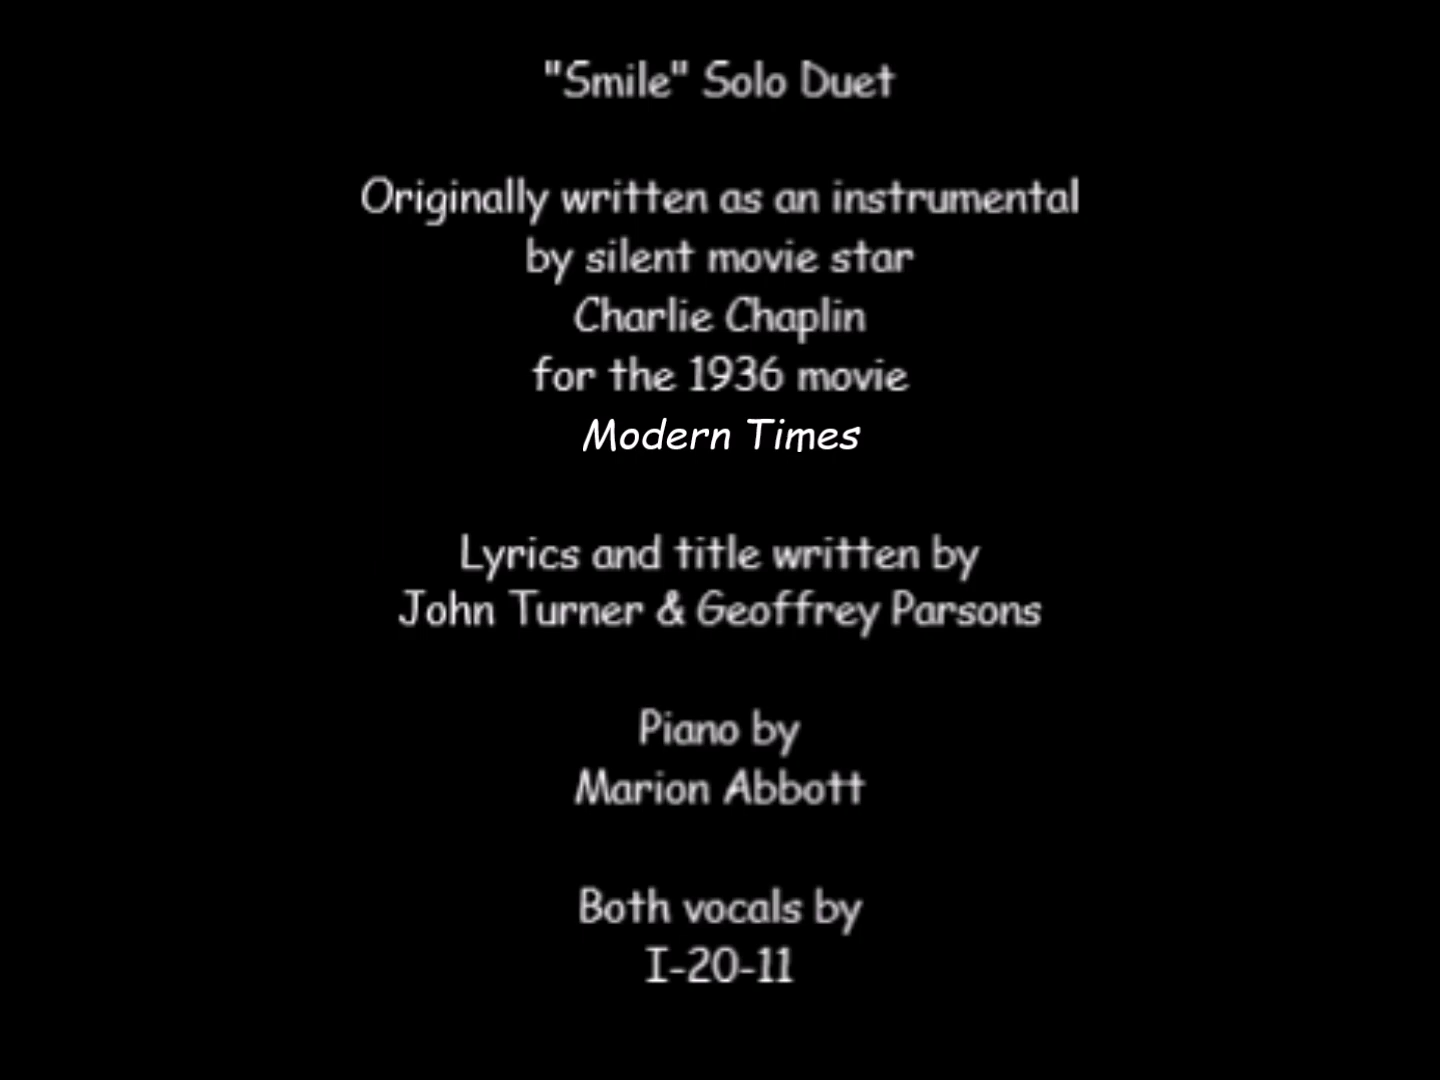 "Smile" Solo Duet
Originally written as an instrumental
by silent movie star
Charlie Chaplin
for the 1936 movie
Modern Times
Lyrics and title written by
John Turner & Geoffrey Parsons
Piano by
Marion Abbott
Both vocals by
I-20-11